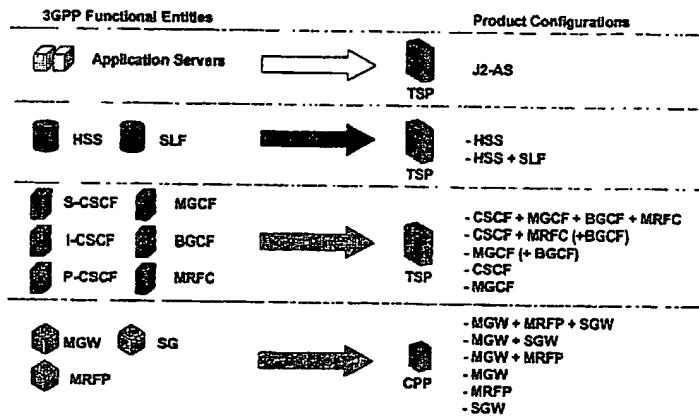 3GPP Functional Entities
Product Configurations
Application Servers
TSP
J2-AS
HSS
SLF
TSP
-HSS
-HSS + SLF
S-CSCF
MGCF
I-CSCF
BGCF
P-CSCF
MRFC
TSP
-CSCF + MGCF + BGCF + MRFC
-CSCF + MRFC (+BGCF)
-MGCF (+ BGCF)
-CSCF
-MGCF
MGW
SG
MRFP
CPP
-MGW + MRFP + SGW
-MGW + SGW
-MGW + MRFP
-MGW
-MRFP
-SGW